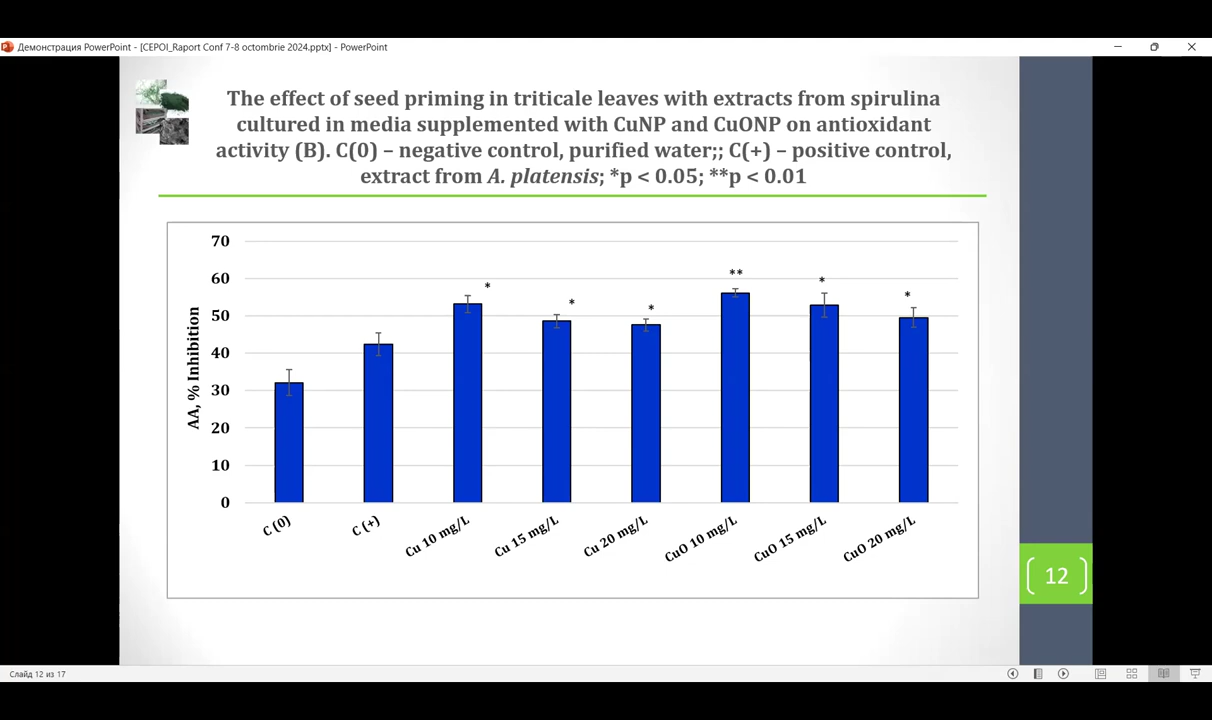 Демонстрация PowerPoint - [CEPOI_Raport Conf 7-8 octombrie 2024.pptx] - PowerPoint
The effect of seed priming in triticale leaves with extracts from spirulina
cultured in media supplemented with CuNP and CuONP on antioxidant
activity (B). C(0) – negative control, purified water;; C(+) – positive control,
extract from A. platensis; *p < 0.05; **p < 0.01
AA, % Inhibition
70
60
50
40
30
20
10
0
* * * ** * *
C (0) C (+) Cu 10 mg/L Cu 15 mg/L Cu 20 mg/L CuO 10 mg/L CuO 15 mg/L CuO 20 mg/L
12
Слайд 12 из 17